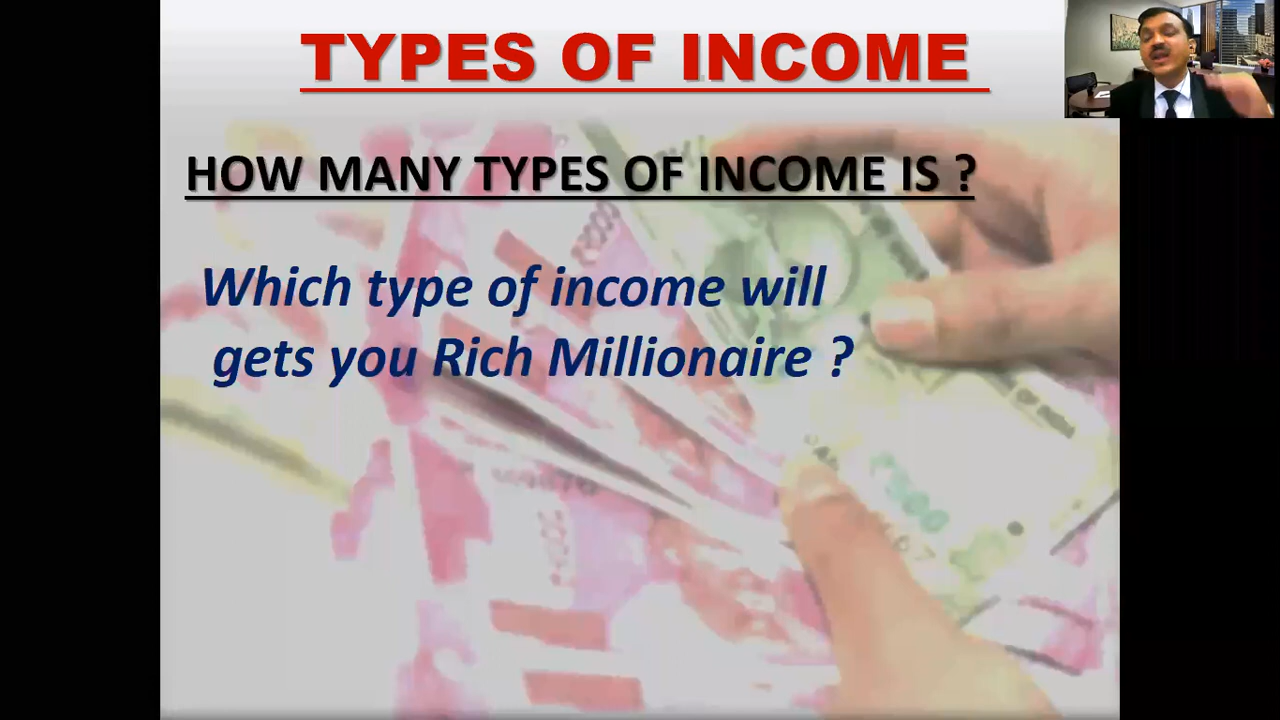 TYPES OF INCOME
HOW MANY TYPES OF INCOME IS ?
Which type of income will
gets you Rich Millionaire ?